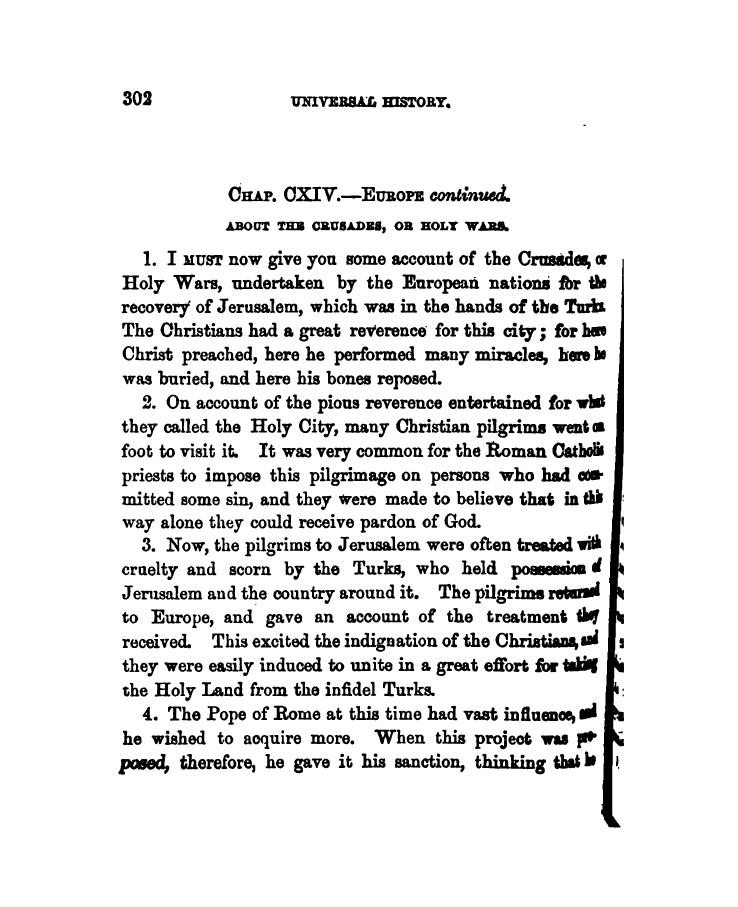 302
UNIVERSAL HISTORY.
CHAP. CXIV.—EUROPE continued.
ABOUT THE CRUSADES, OR HOLY WARS.
1. I MUST now give you some account of the Crusades, or
Holy Wars, undertaken by the European nations for the
recovery of Jerusalem, which was in the hands of the Turks.
The Christians had a great reverence for this city; for here
Christ preached, here he performed many miracles, here he
was buried, and here his bones reposed.
2. On account of the pious reverence entertained for what
they called the Holy City, many Christian pilgrims went on
foot to visit it. It was very common for the Roman Catholic
priests to impose this pilgrimage on persons who had com-
mitted some sin, and they were made to believe that in this
way alone they could receive pardon of God.
3. Now, the pilgrims to Jerusalem were often treated with
cruelty and scorn by the Turks, who held possession of
Jerusalem and the country around it. The pilgrims returned
to Europe, and gave an account of the treatment they
received. This excited the indignation of the Christians, and
they were easily induced to unite in a great effort for taking
the Holy Land from the infidel Turks.
4. The Pope of Rome at this time had vast influence, and
he wished to acquire more. When this project was pro-
posed, therefore, he gave it his sanction, thinking that he